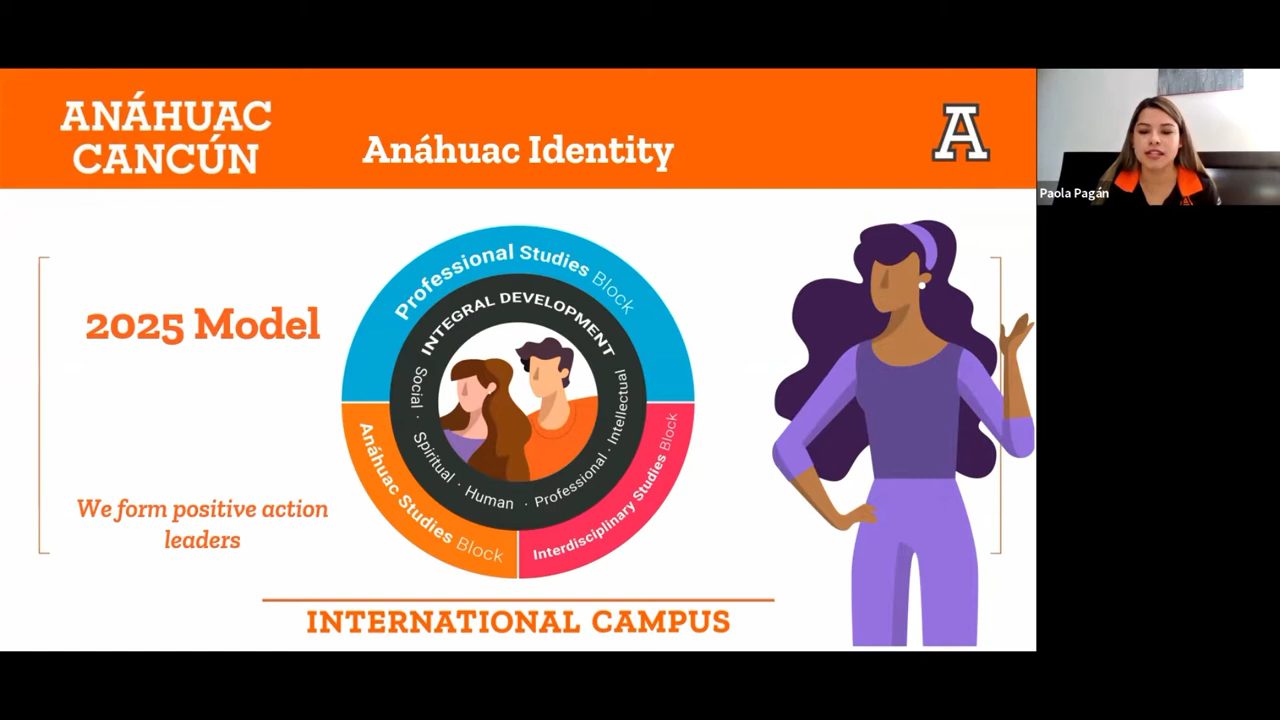 ANÁHUAC
CANCÚN
Anáhuac Identity
A
Paola Pagán
2025 Model
We form positive action
leaders
Professional Studies Block
INTEGRAL DEVELOPMENT
Social · Spiritual · Human · Professional · Intellectual
Anáhuac Studies Block
Interdisciplinary Studies Block
INTERNATIONAL CAMPUS